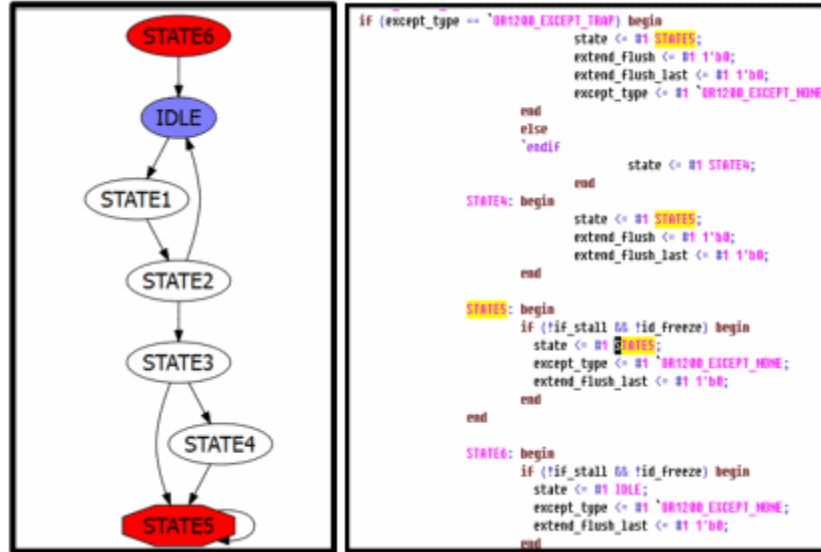 STATE6
IDLE
STATE1
STATE2
STATE3
STATE4
STATE5
if (except_type == `OR1200_EXCEPT_TRAP) begin
state <= #1 STATE5;
extend_flush <= #1 1'b0;
extend_flush_last <= #1 1'b0;
except_type <= #1 `OR1200_EXCEPT_NONE
end
else
`endif
state <= #1 STATE4;
end
STATE4: begin
state <= #1 STATE5;
extend_flush <= #1 1'b0;
extend_flush_last <= #1 1'b0;
end
STATE5: begin
if (!if_stall && !id_freeze) begin
state <= #1 STATE5;
except_type <= #1 `OR1200_EXCEPT_NONE;
extend_flush_last <= #1 1'b0;
end
end
STATE6: begin
if (!if_stall && !id_freeze) begin
state <= #1 IDLE;
except_type <= #1 `OR1200_EXCEPT_NONE;
extend_flush_last <= #1 1'b0;
end